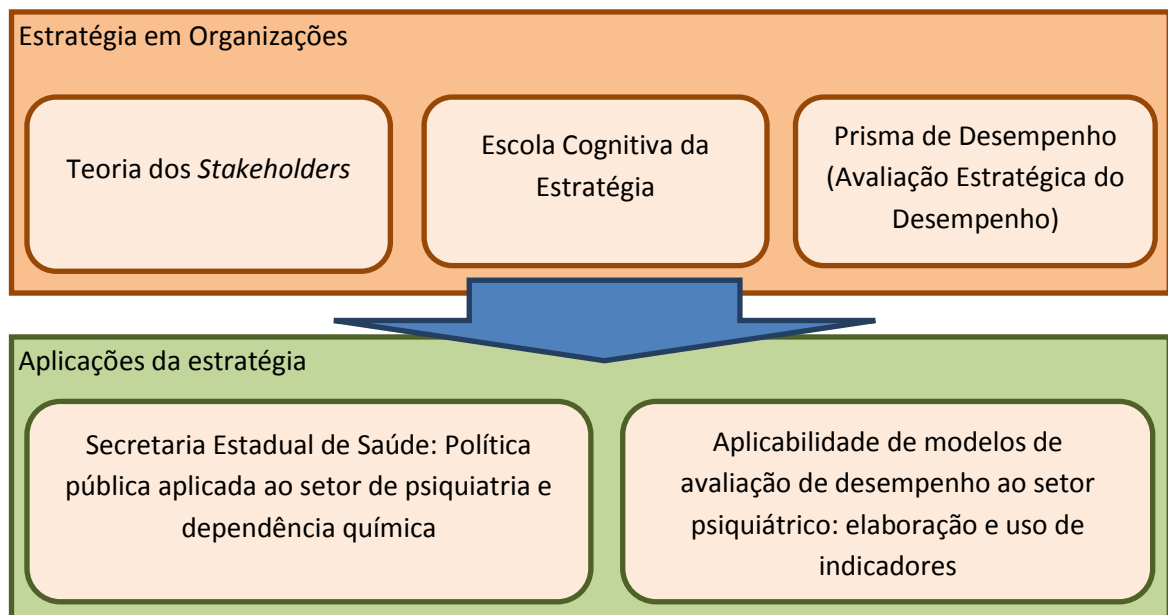 Estratégia em Organizações
Teoria dos Stakeholders
Escola Cognitiva da
Estratégia
Prisma de Desempenho
(Avaliação Estratégica do
Desempenho)
Aplicações da estratégia
Secretaria Estadual de Saúde: Política
pública aplicada ao setor de psiquiatria e
dependência química
Aplicabilidade de modelos de
avaliação de desempenho ao setor
psiquiátrico: elaboração e uso de
indicadores